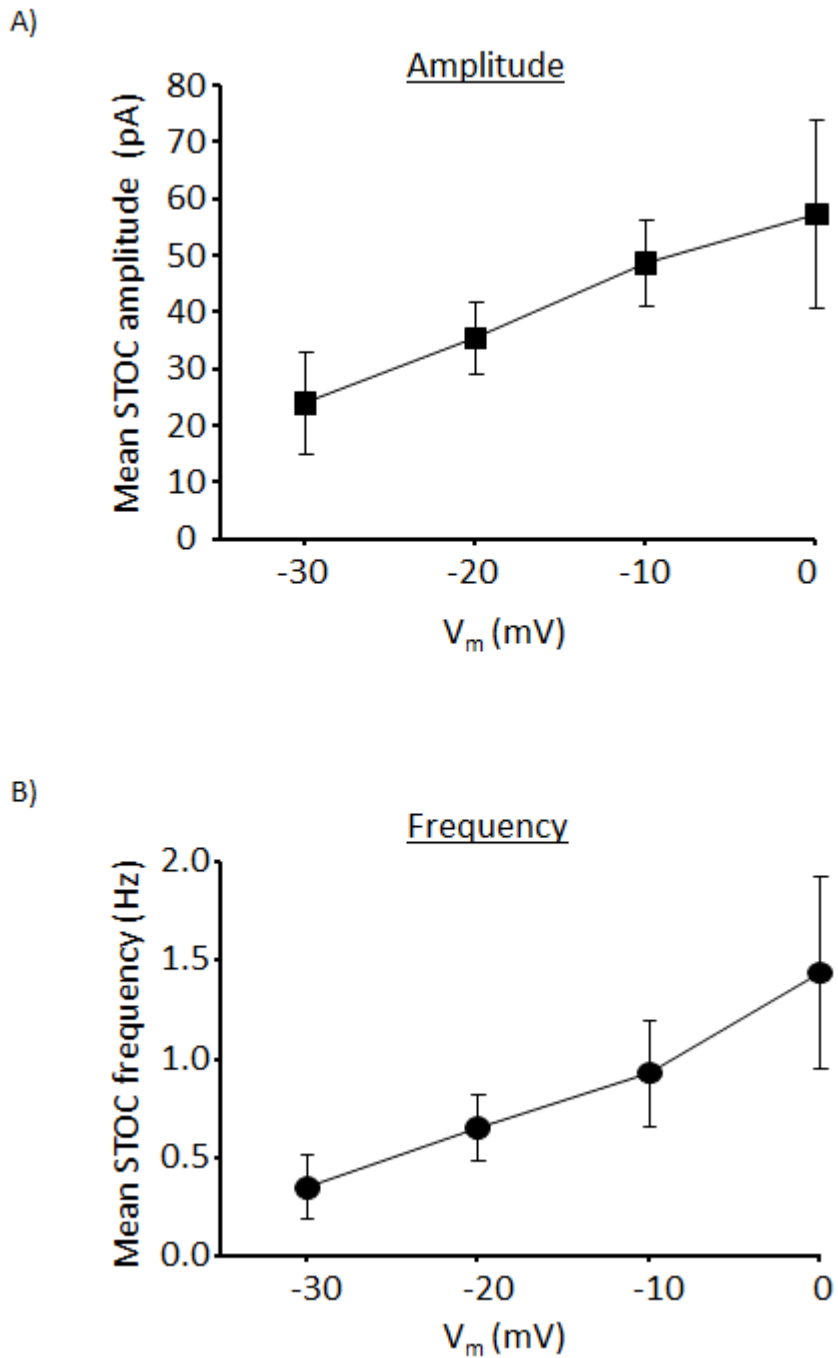 A)
Amplitude
Mean STOC amplitude (pA)
80
70
60
50
40
30
20
10
0
-30 -20 -10 0
Vm (mV)
B)
Frequency
Mean STOC frequency (Hz)
2.0
1.5
1.0
0.5
0.0
-30 -20 -10 0
Vm (mV)